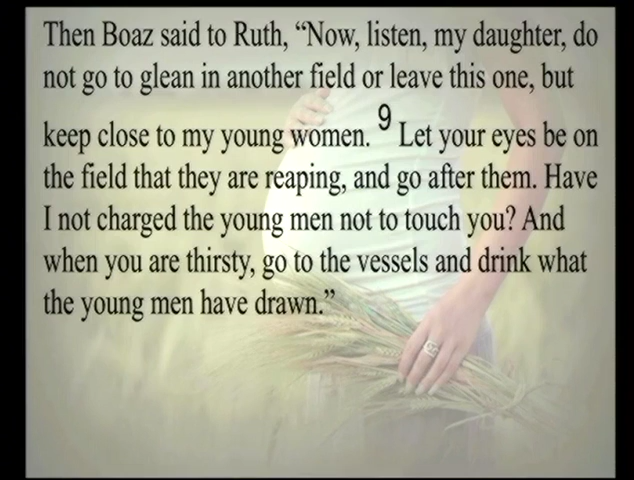 Then Boaz said to Ruth, “Now, listen, my daughter, do
not go to glean in another field or leave this one, but
keep close to my young women. 9 Let your eyes be on
the field that they are reaping, and go after them. Have
I not charged the young men not to touch you? And
when you are thirsty, go to the vessels and drink what
the young men have drawn.”